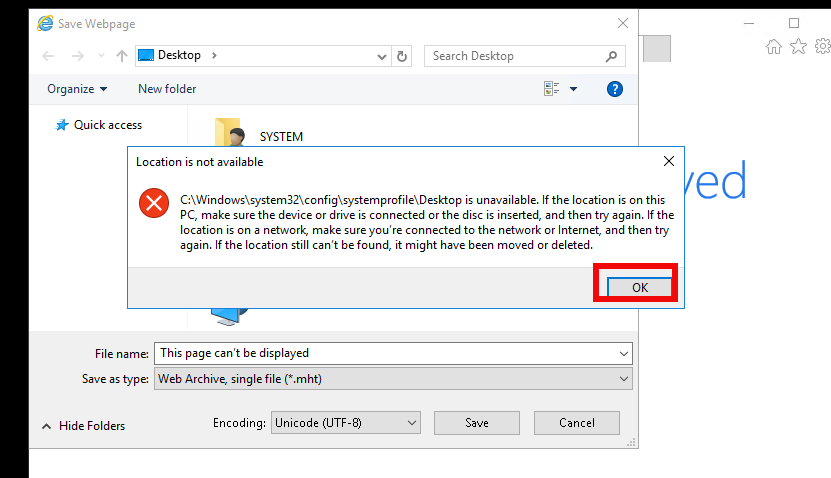 Save Webpage
Desktop
Search Desktop
Organize
New folder
?
Quick access
SYSTEM
Location is not available
C:\Windows\system32\config\systemprofile\Desktop is unavailable. If the location is on this
PC, make sure the device or drive is connected or the disc is inserted, and then try again. If the
location is on a network, make sure you're connected to the network or Internet, and then try
again. If the location still can't be found, it might have been moved or deleted.
OK
yed
File name: This page can't be displayed
Save as type: Web Archive, single file (*.mht)
Hide Folders
Encoding: Unicode (UTF-8)
Save
Cancel